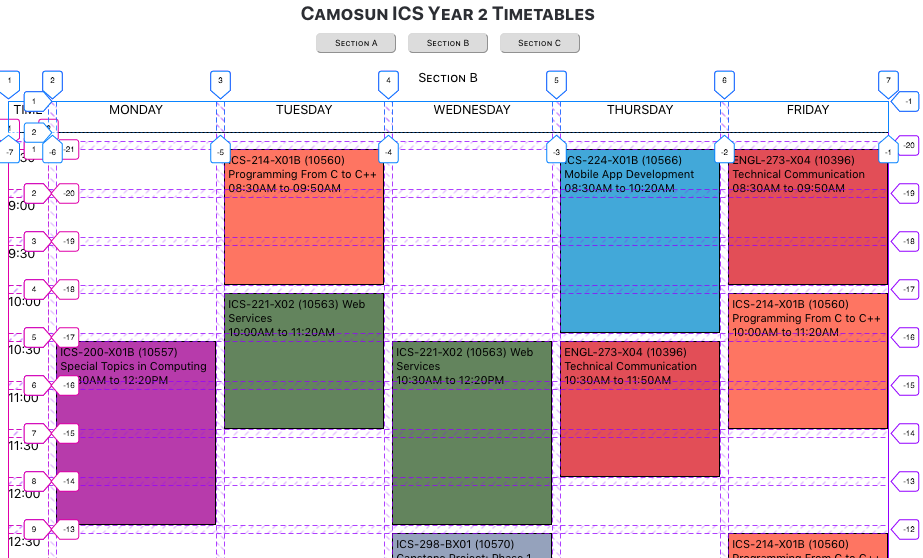 Camosun ICS Year 2 Timetables
Section A
Section B
Section C
Section B
1 2 3 4 5 6 7
1 -1
MONDAY TUESDAY WEDNESDAY THURSDAY FRIDAY
2
-7 1 -6 -21 -5 -4 -3 -2 -1 -20
ICS-214-X01B (10560)
Programming From C to C++
08:30AM to 09:50AM
ICS-224-X01B (10566)
Mobile App Development
08:30AM to 10:20AM
ENGL-273-X04 (10396)
Technical Communication
08:30AM to 09:50AM
2 -20 -19
9:00
3 -19 -18
9:30
4 -18 -17
10:00
ICS-221-X02 (10563) Web
Services
10:00AM to 11:20AM
ICS-214-X01B (10560)
Programming From C to C++
10:00AM to 11:20AM
5 -17 -16
10:30
ICS-200-X01B (10557)
Special Topics in Computing
to 12:20PM
ICS-221-X02 (10563) Web
Services
10:30AM to 12:20PM
ENGL-273-X04 (10396)
Technical Communication
10:30AM to 11:50AM
6 -16 -15
11:00
7 -15 -14
11:30
8 -14 -13
12:00
9 -13 -12
12:30
ICS-298-BX01 (10570)
Capstone Project: Phase 1
ICS-214-X01B (10560)
Programming From C to C++